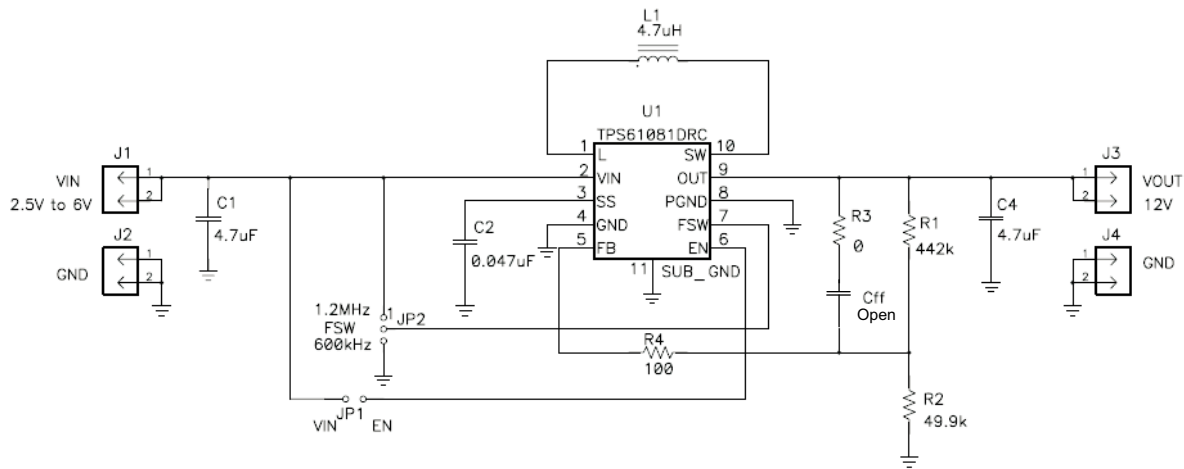 L1
4.7uH
U1
TPS61081DRC
1 L SW 10
2 VIN OUT 9
3 SS PGND 8
4 GND FSW 7
5 FB EN 6
11 SUB_GND
J1
1
2
VIN
2.5V to 6V
J2
1
2
GND
C1
4.7uF
C2
0.047uF
1.2MHz
FSW
600kHz
1
JP2
JP1
VIN EN
R4
100
R3
0
Cff
Open
R1
442k
R2
49.9k
C4
4.7uF
J3
1
2
VOUT
12V
J4
1
2
GND